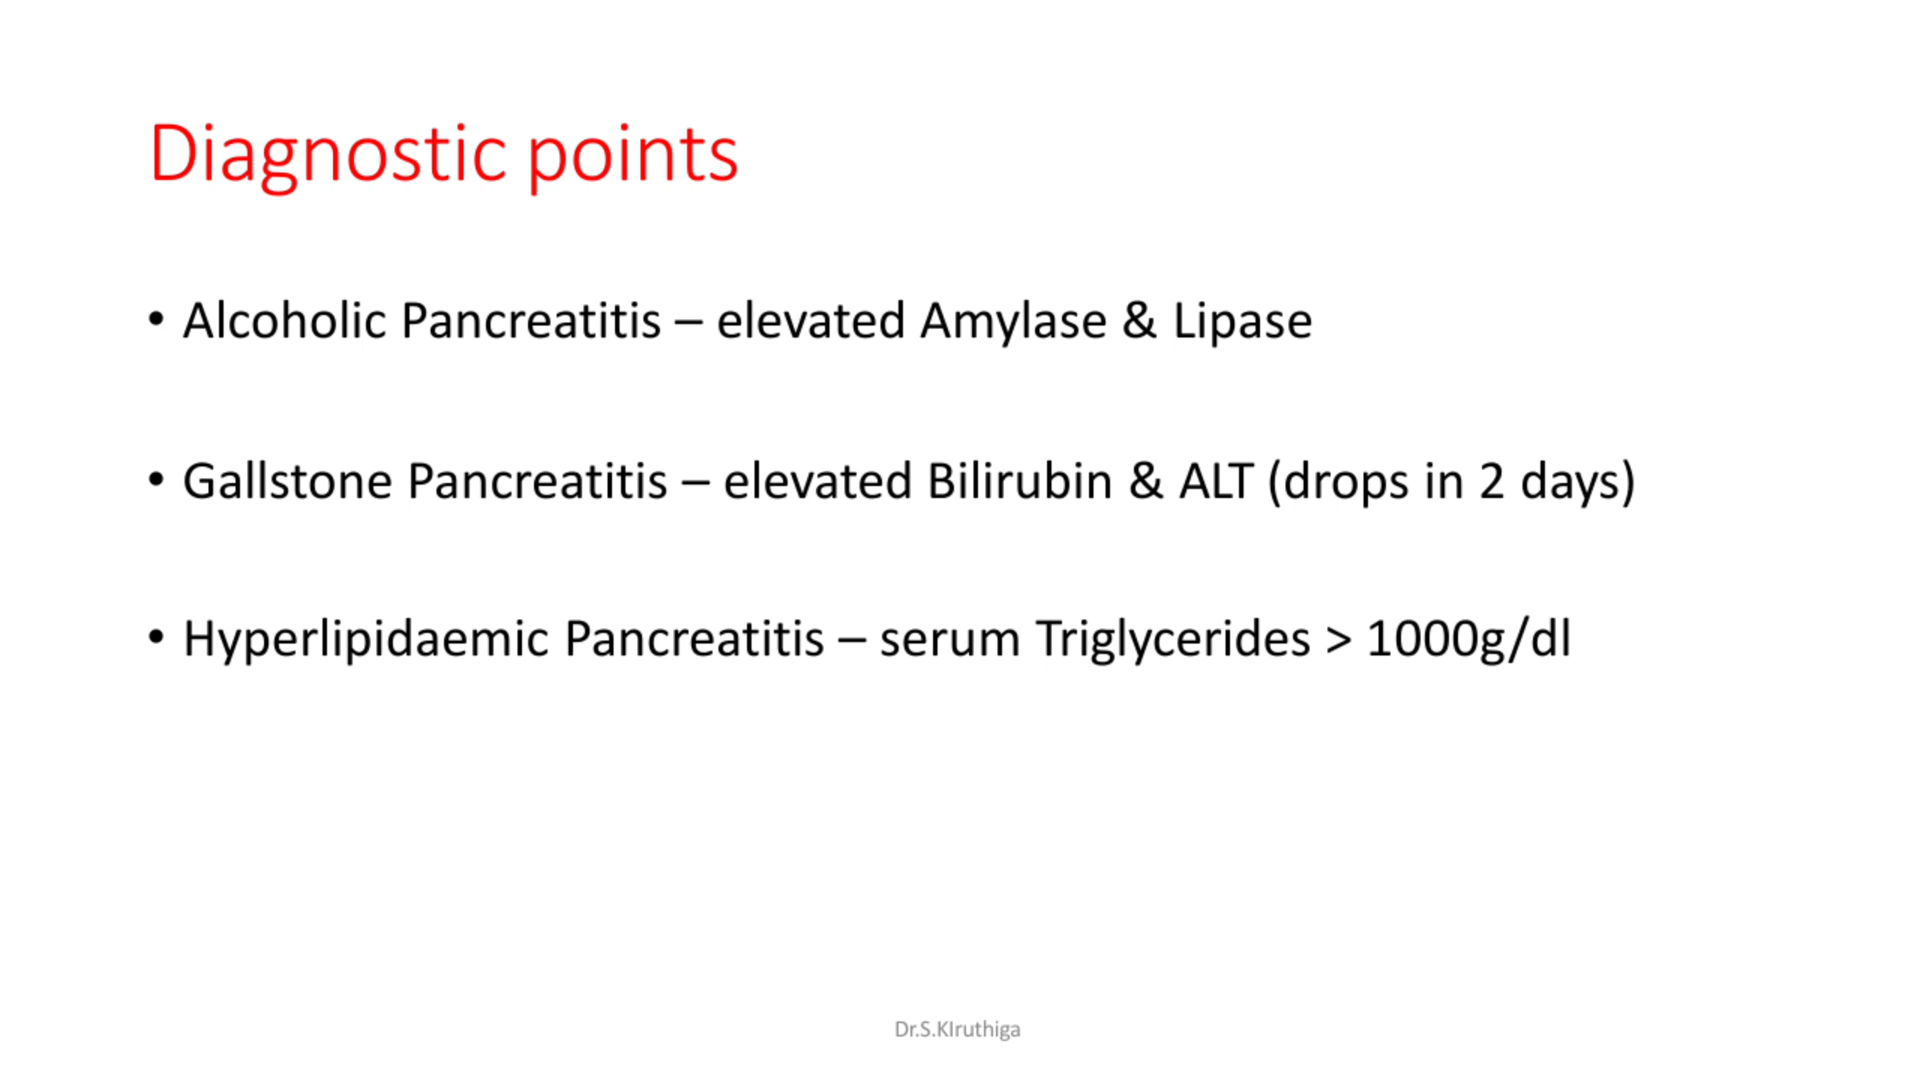 Diagnostic points
• Alcoholic Pancreatitis – elevated Amylase & Lipase
• Gallstone Pancreatitis – elevated Bilirubin & ALT (drops in 2 days)
• Hyperlipidaemic Pancreatitis – serum Triglycerides > 1000g/dl
Dr.S.KIruthiga